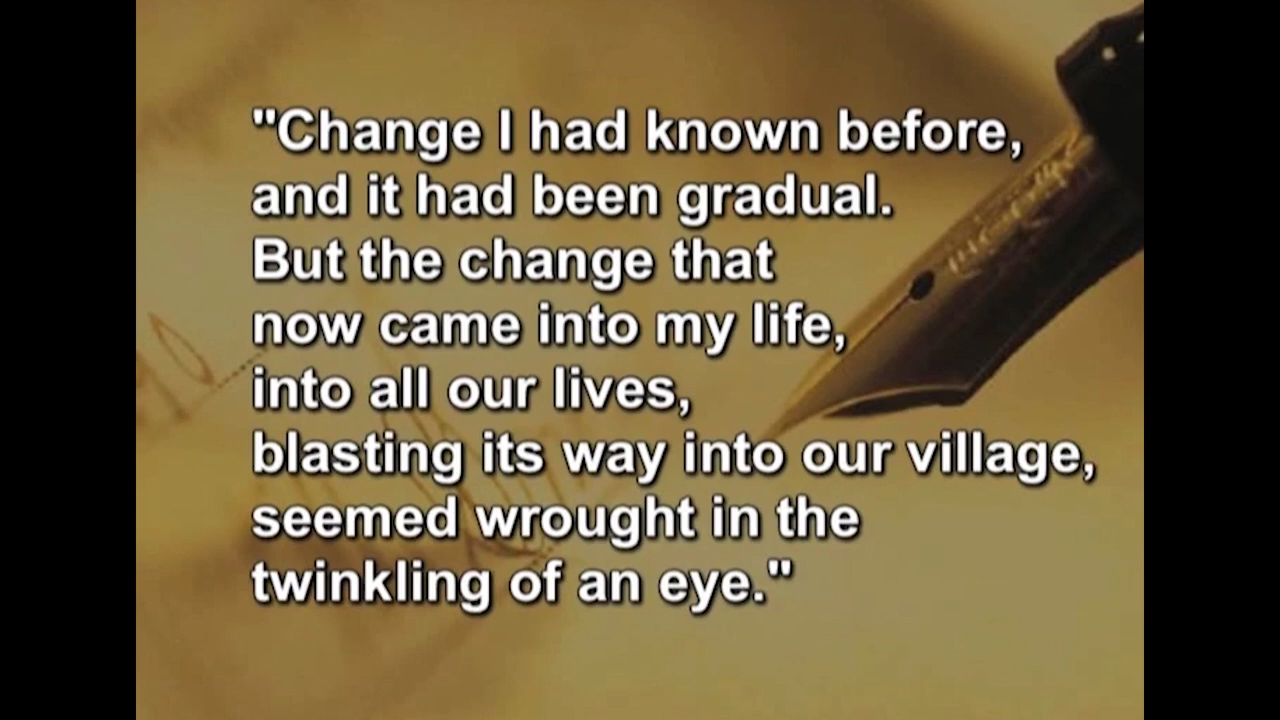 "Change I had known before,
and it had been gradual.
But the change that
now came into my life,
into all our lives,
blasting its way into our village,
seemed wrought in the
twinkling of an eye."